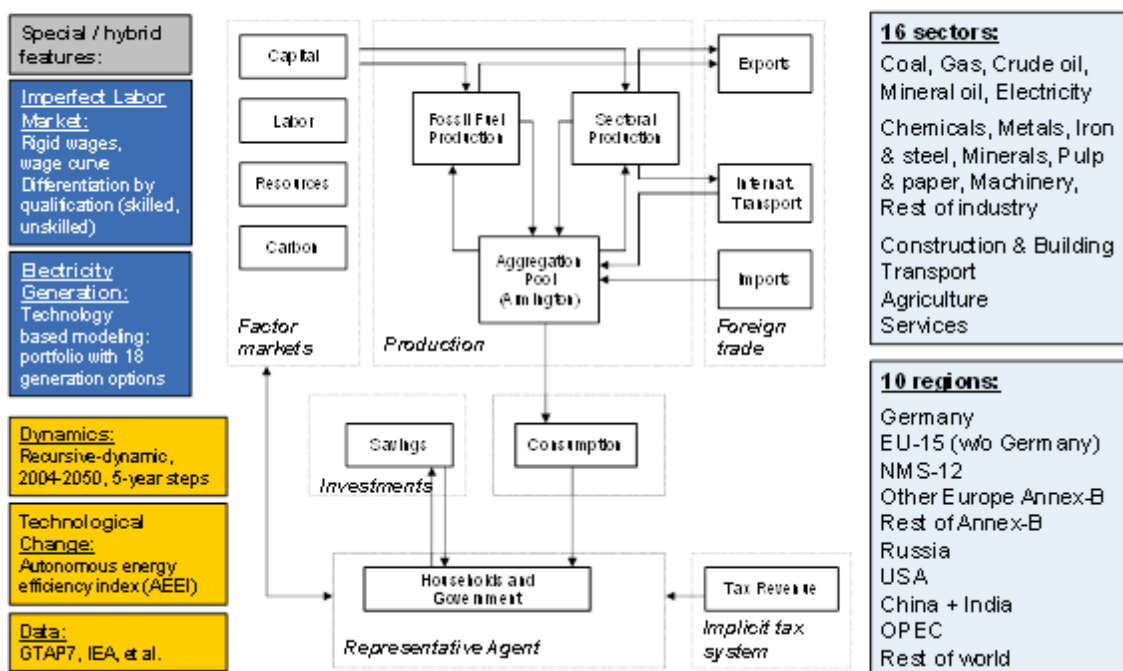 Special / hybrid
features:
Imperfect Labor
Market:
Rigid wages,
wage curve
Differentiation by
qualification (skilled,
unskilled)
Electricity
Generation:
Technology
based modeling:
portfolio with 18
generation options
Dynamics:
Recursive-dynamic,
2004-2050, 5-year steps
Technological
Change:
Autonomous energy
efficiency index (AEEI)
Data:
GTAP7, IEA, et al.
Capital
Labor
Resources
Carbon
Factor
markets
Fossil Fuel
Production
Sectoral
Production
Aggregation
Pool
(Armington)
Production
Exports
Internat.
Transport
Imports
Foreign
trade
Savings
Investments
Consumption
Households and
Government
Representative Agent
Tax Revenue
Implicit tax
system
16 sectors:
Coal, Gas, Crude oil,
Mineral oil, Electricity
Chemicals, Metals, Iron
& steel, Minerals, Pulp
& paper, Machinery,
Rest of industry
Construction & Building
Transport
Agriculture
Services
10 regions:
Germany
EU-15 (w/o Germany)
NMS-12
Other Europe Annex-B
Rest of Annex-B
Russia
USA
China + India
OPEC
Rest of world